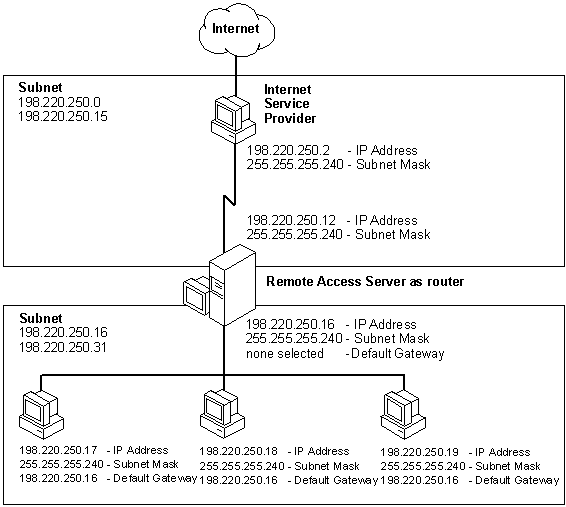 Internet
Subnet
198.220.250.0
198.220.250.15
Internet
Service
Provider
198.220.250.2 - IP Address
255.255.255.240 - Subnet Mask
198.220.250.12 - IP Address
255.255.255.240 - Subnet Mask
Remote Access Server as router
Subnet
198.220.250.16
198.220.250.31
198.220.250.16 - IP Address
255.255.255.240 - Subnet Mask
none selected -Default Gateway
198.220.250.17 - IP Address
255.255.255.240 - Subnet Mask
198.220.250.16 - Default Gateway
198.220.250.18 - IP Address
255.255.255.240 - Subnet Mask
198.220.250.16 - Default Gateway
198.220.250.19 - IP Address
255.255.255.240 - Subnet Mask
198.220.250.16 - Default Gateway